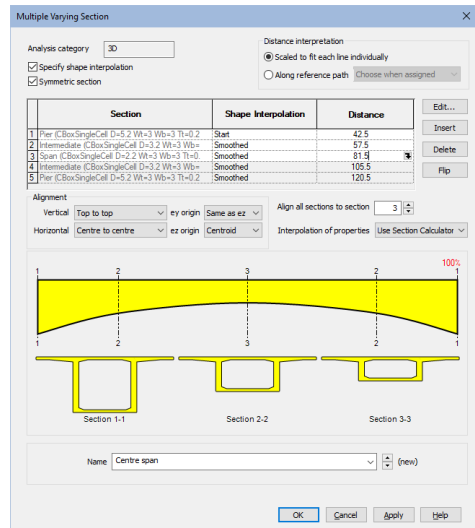 Multiple Varying Section
Analysis category 3D
Specify shape interpolation
Symmetric section
Distance interpretation
Scaled to fit each line individually
Along reference path Choose when assigned
Section Shape Interpolation Distance
1 Pier (CBoxSingleCell D=5.2 Wt=3 Wb=3 Tt=0.2 Start 42.5
2 Intermediate (CBoxSingleCell D=3.2 Wt=3 Wb= Smoothed 57.5
3 Span (CBoxSingleCell D=2.2 Wt=3 Wb=3 Tt=0. Smoothed 81.5
4 Intermediate (CBoxSingleCell D=3.2 Wt=3 Wb= Smoothed 105.5
5 Pier (CBoxSingleCell D=5.2 Wt=3 Wb=3 Tt=0.2 Smoothed 120.5
Edit...
Insert
Delete
Flip
Alignment
Vertical Top to top ey origin Same as ez
Horizontal Centre to centre ez origin Centroid
Align all sections to section 3
Interpolation of properties Use Section Calculator
100%
1 2 3 2 1
1 2 3 2 1
Section 1-1 Section 2-2 Section 3-3
Name Centre span (new)
OK Cancel Apply Help